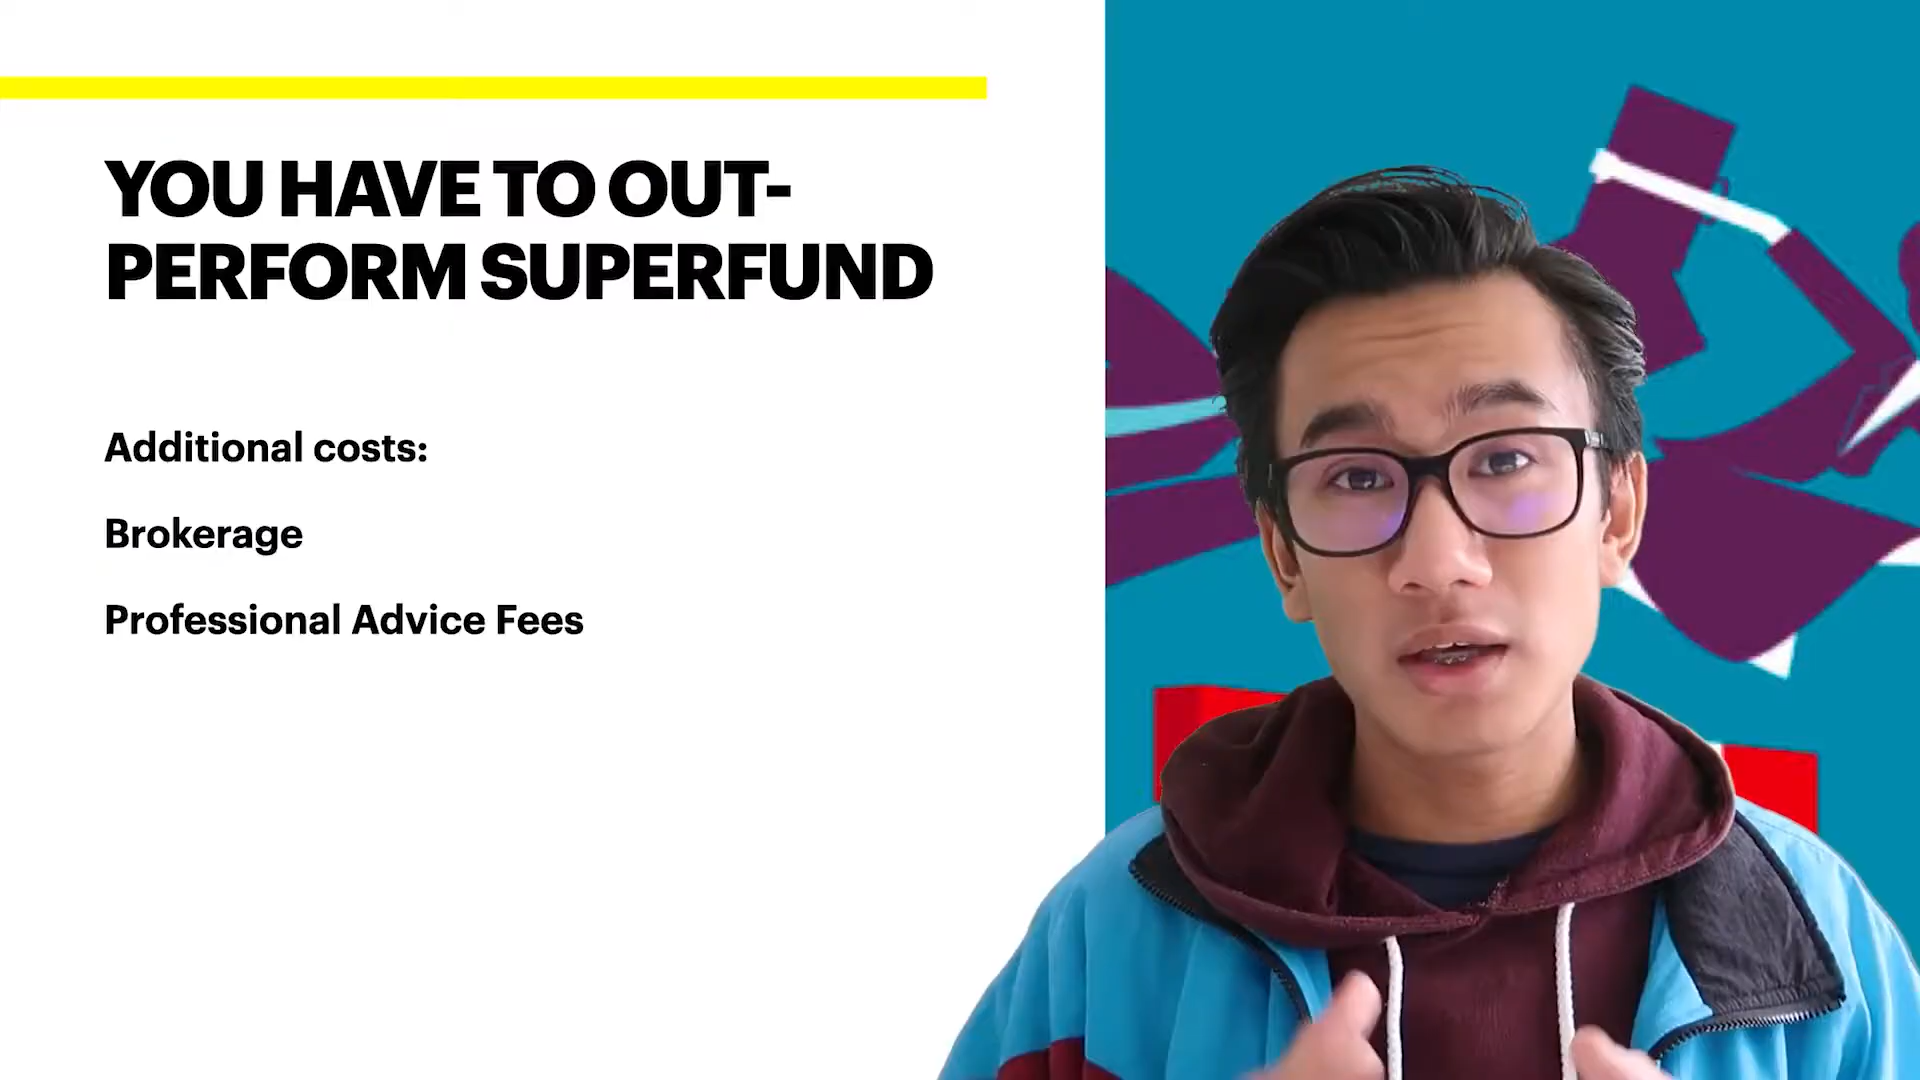 YOU HAVE TO OUT-
PERFORM SUPERFUND
Additional costs:
Brokerage
Professional Advice Fees